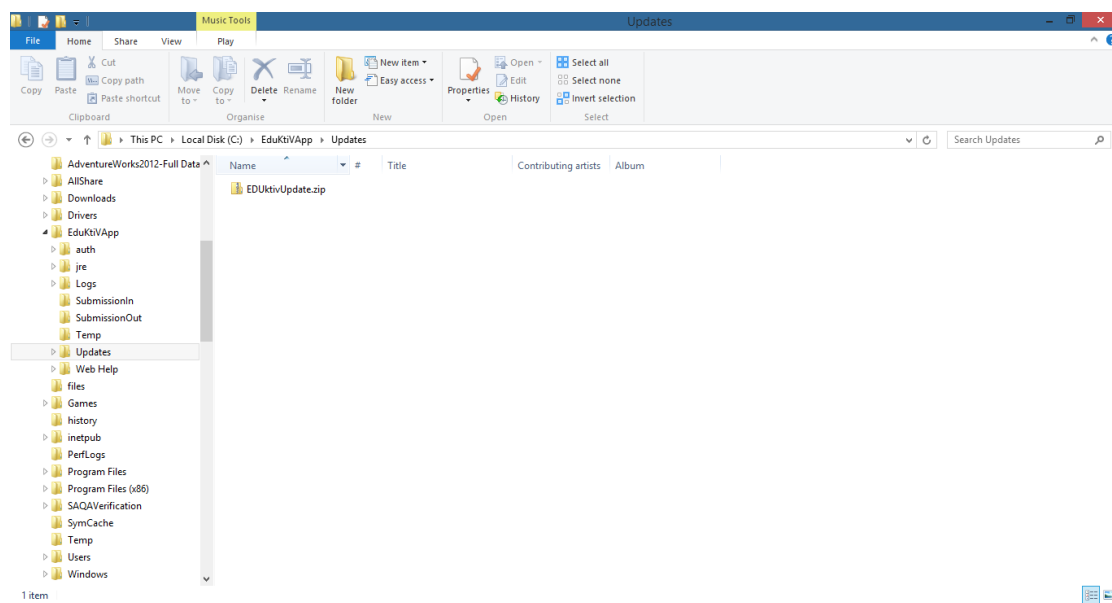 Music Tools
Updates
File Home Share View Play
Copy
Paste
Cut
Copy path
Paste shortcut
Clipboard
Move to
Copy to
Delete
Rename
Organise
New folder
New item
Easy access
New
Properties
Open
Edit
History
Open
Select all
Select none
Invert selection
Select
This PC Local Disk (C:) EduKtiVApp Updates
Search Updates
AdventureWorks2012-Full Data
AllShare
Downloads
Drivers
EduKtiVApp
auth
jre
Logs
SubmissionIn
SubmissionOut
Temp
Updates
Web Help
files
Games
history
inetpub
PerfLogs
Program Files
Program Files (x86)
SAQAVerification
SymCache
Temp
Users
Windows
Name # Title Contributing artists Album
EDUktivUpdate.zip
1 item